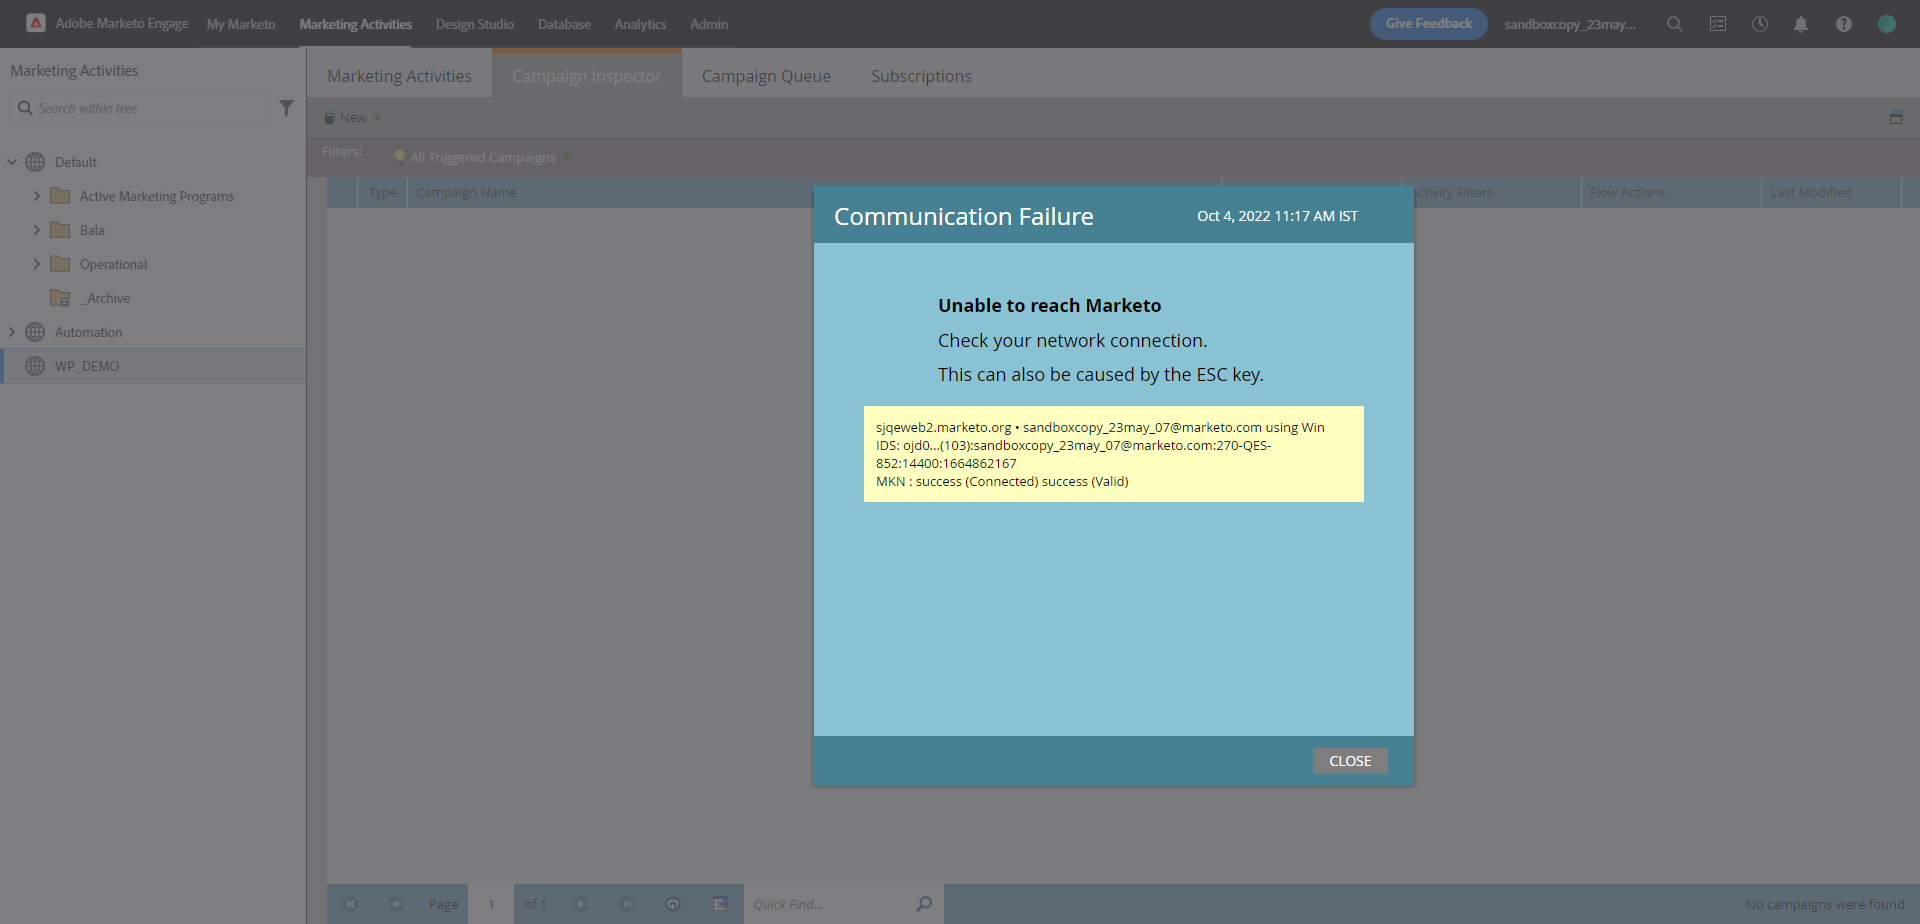 Adobe Marketo Engage
My Marketo
Marketing Activities
Design Studio
Database
Analytics
Admin
Give Feedback
sandboxcopy_23may...
Marketing Activities
Search within tree
Default
Active Marketing Programs
Bala
Operational
_Archive
Automation
WP_DEMO
Marketing Activities
Campaign Inspector
Campaign Queue
Subscriptions
New
Filters:
All Triggered Campaigns
Type
Campaign Name
Activity Filters
Flow Actions
Last Modified
Communication Failure
Oct 4, 2022 11:17 AM IST
Unable to reach Marketo
Check your network connection.
This can also be caused by the ESC key.
sjqeweb2.marketo.org • sandboxcopy_23may_07@marketo.com using Win
IDS: ojd0...(103):sandboxcopy_23may_07@marketo.com:270-QES-
852:14400:1664862167
MKN : success (Connected) success (Valid)
CLOSE
Page
1
of 1
Quick Find...
No campaigns were found